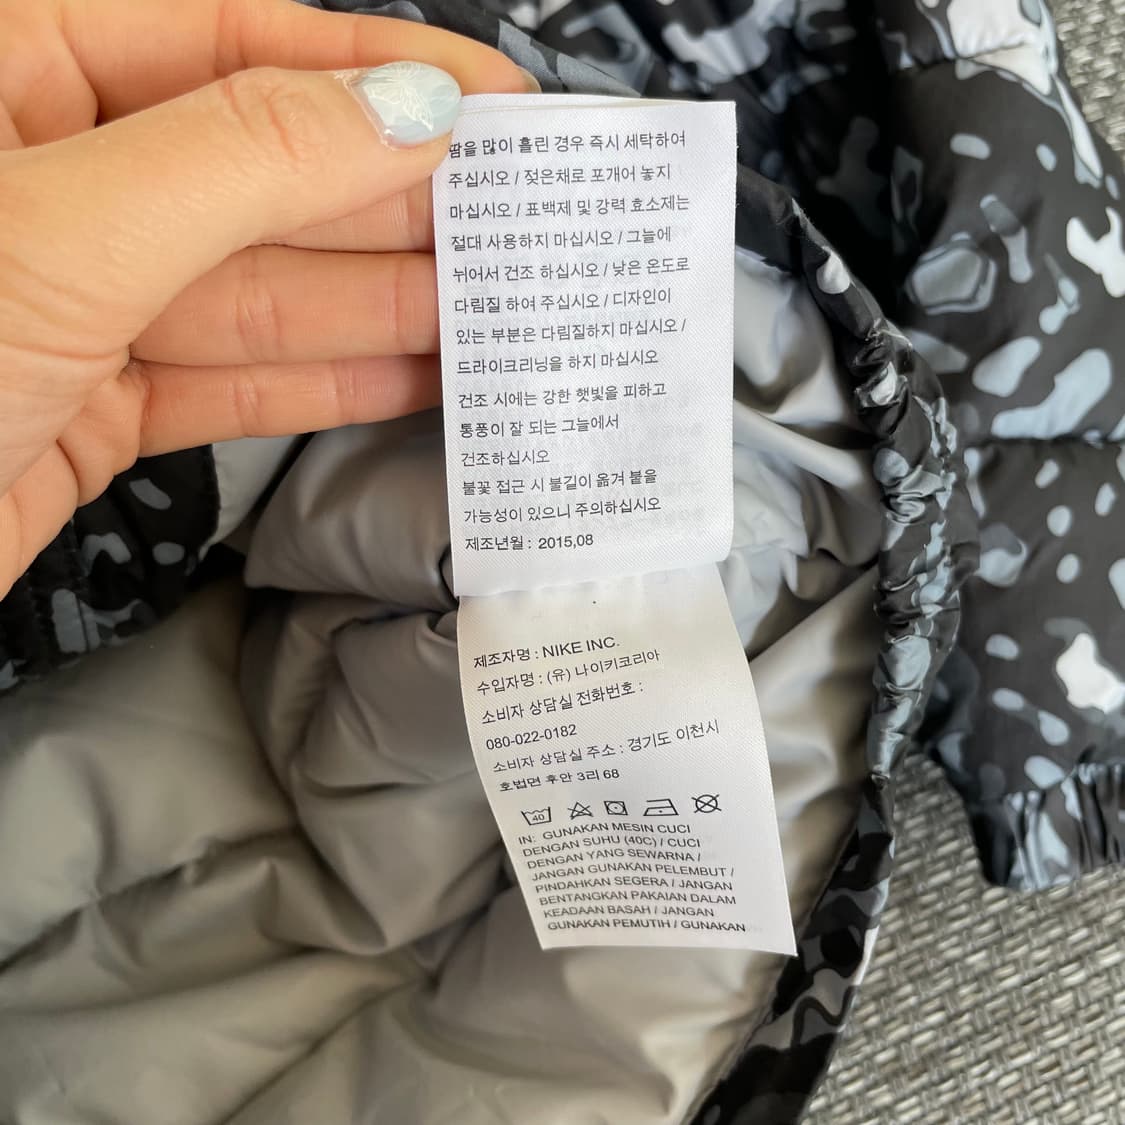 땀을 많이 흘린 경우 즉시 세탁하여
주십시오 / 젖은채로 포개어 놓지
마십시오 / 표백제 및 강력 효소제는
절대 사용하지 마십시오 / 그늘에
뉘어서 건조 하십시오 / 낮은 온도로
다림질 하여 주십시오 / 디자인이
있는 부분은 다림질하지 마십시오 /
드라이크리닝을 하지 마십시오
건조 시에는 강한 햇빛을 피하고
통풍이 잘 되는 그늘에서
건조하십시오
불꽃 접근 시 불길이 옮겨 붙을
가능성이 있으니 주의하십시오
제조년월 : 2015,08
제조자명 : NIKE INC.
수입자명 : (유) 나이키코리아
소비자 상담실 전화번호 :
080-022-0182
소비자 상담실 주소 : 경기도 이천시
호법면 후안 3리 68
40
IN: GUNAKAN MESIN CUCI
DENGAN SUHU (40C) / CUCI
DENGAN YANG SEWARNA /
JANGAN GUNAKAN PELEMBUT /
PINDAHKAN SEGERA / JANGAN
BENTANGKAN PAKAIAN DALAM
KEADAAN BASAH / JANGAN
GUNAKAN PEMUTIH / GUNAKAN